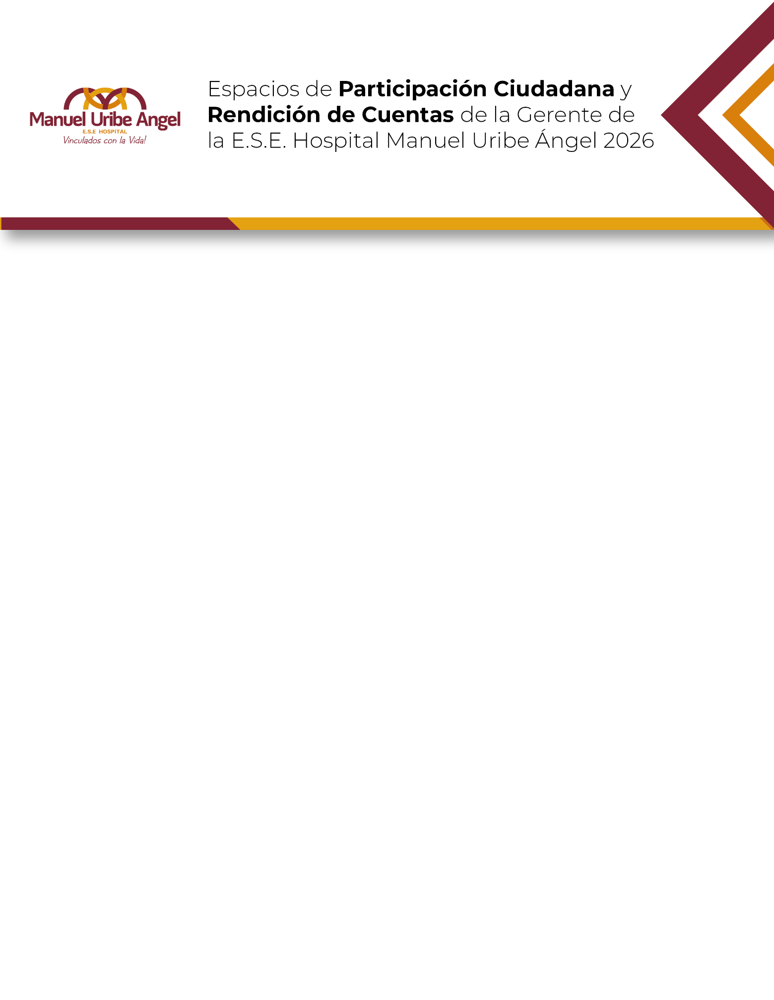 Manuel Uribe Angel
E.S.E HOSPITAL
Vinculados con la Vida!
Espacios de Participación Ciudadana y
Rendición de Cuentas de la Gerente de
la E.S.E. Hospital Manuel Uribe Ángel 2026